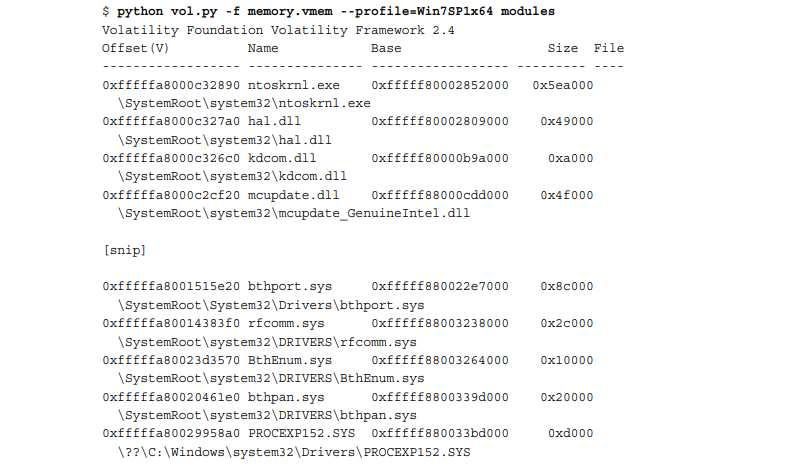 $ python vol.py -f memory.vmem --profile=Win7SP1x64 modules
Volatility Foundation Volatility Framework 2.4
Offset(V)          Name            Base                    Size File
------------------ --------------- ------------------ --------- ----
0xfffffa8000c32890 ntoskrnl.exe    0xfffff80002852000   0x5ea000
\SystemRoot\system32\ntoskrnl.exe
0xfffffa8000c327a0 hal.dll         0xfffff80002809000    0x49000
\SystemRoot\system32\hal.dll
0xfffffa8000c326c0 kdcom.dll       0xfffff80000b9a000     0xa000
\SystemRoot\system32\kdcom.dll
0xfffffa8000c2cf20 mcupdate.dll    0xfffff88000cdd000    0x4f000
\SystemRoot\system32\mcupdate_GenuineIntel.dll
[snip]
0xfffffa8001515e20 bthport.sys     0xfffff880022e7000    0x8c000
\SystemRoot\System32\Drivers\bthport.sys
0xfffffa80014383f0 rfcomm.sys      0xfffff88003238000    0x2c000
\SystemRoot\system32\DRIVERS\rfcomm.sys
0xfffffa80023d3570 BthEnum.sys     0xfffff88003264000    0x10000
\SystemRoot\system32\DRIVERS\BthEnum.sys
0xfffffa80020461e0 bthpan.sys      0xfffff8800339d000    0x20000
\SystemRoot\system32\DRIVERS\bthpan.sys
0xfffffa80029958a0 PROCEXP152.SYS  0xfffff880033bd000     0xd000
\??\C:\Windows\system32\Drivers\PROCEXP152.SYS